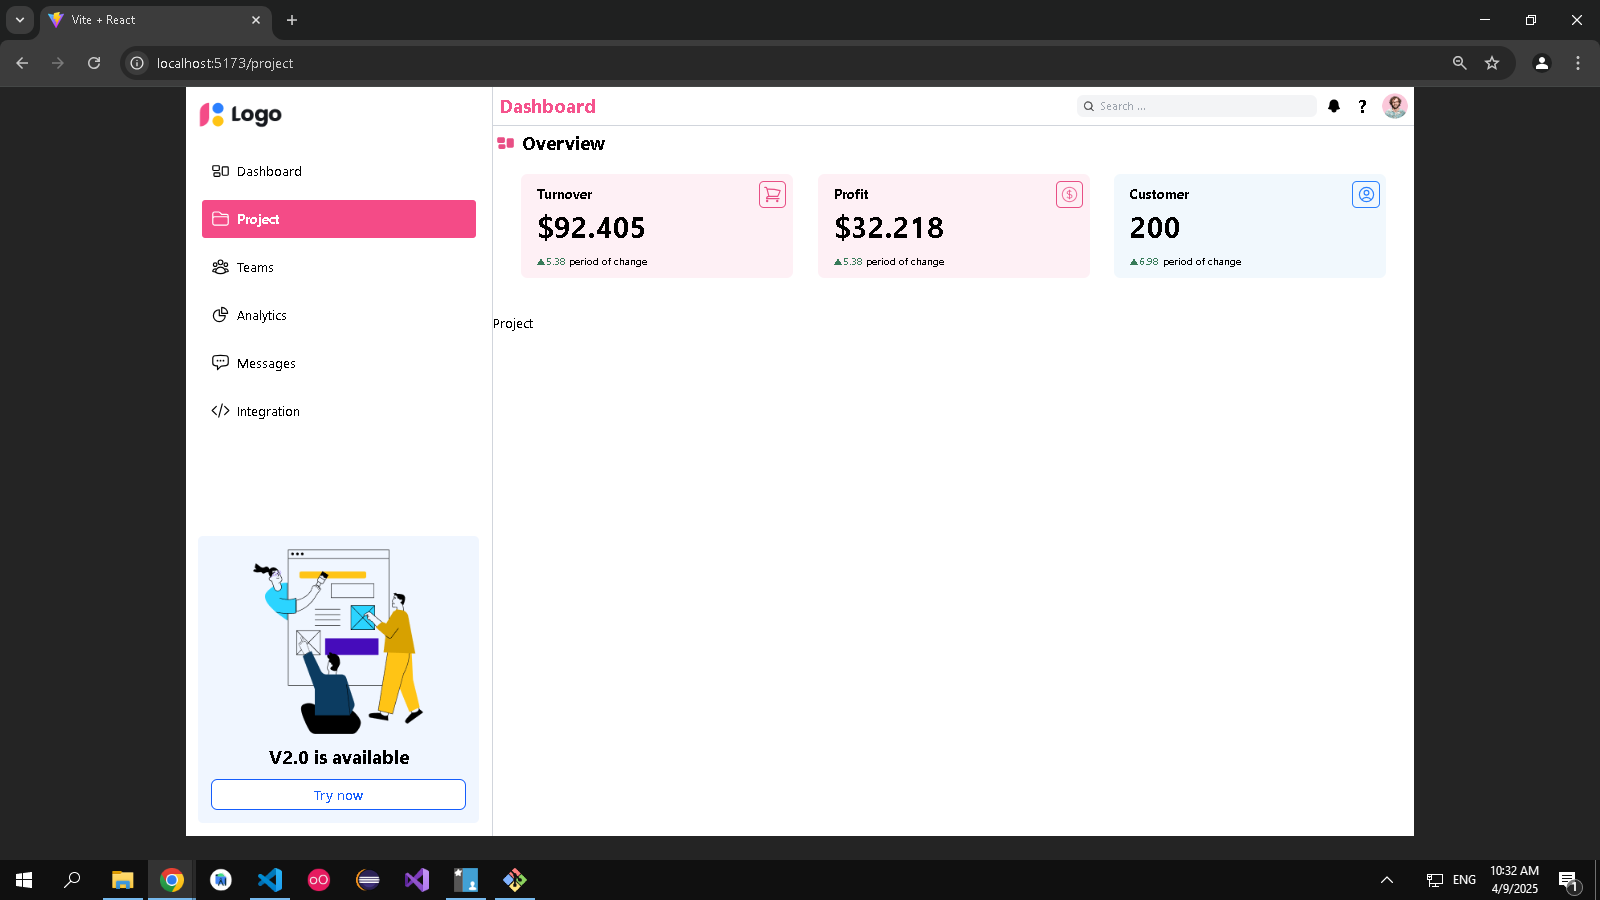 Vite + React
localhost:5173/project
Logo
Dashboard
Project
Teams
Analytics
Messages
Integration
V2.0 is available
Try now
Dashboard
Search ...
?
Overview
Turnover
$92.405
5.38 period of change
Profit
$32.218
5.38 period of change
Customer
200
6.98 period of change
Project
ENG
10:32 AM
4/9/2025
1